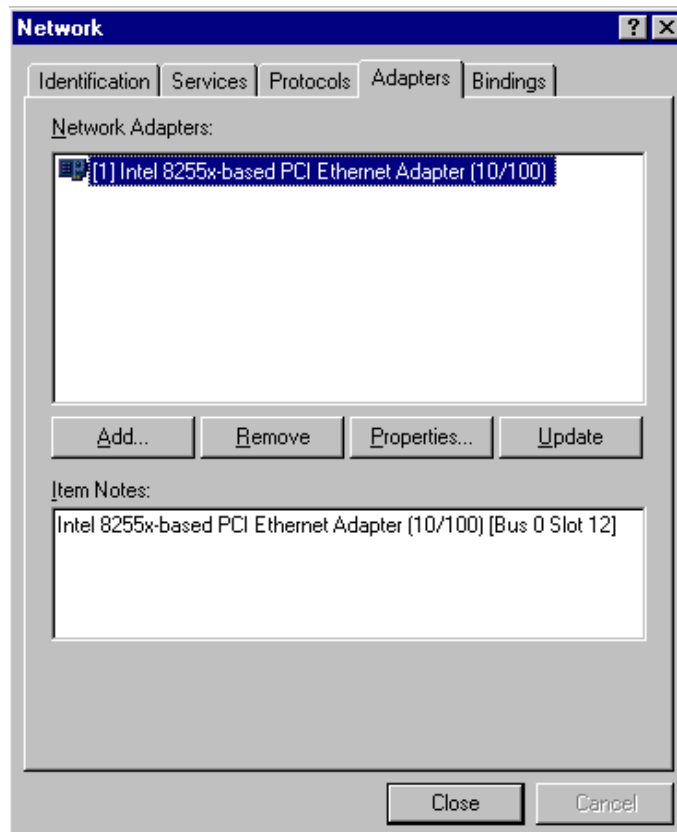 Network
Identification Services Protocols Adapters Bindings
Network Adapters:
[1] Intel 8255x-based PCI Ethernet Adapter (10/100)
Add... Remove Properties... Update
Item Notes:
Intel 8255x-based PCI Ethernet Adapter (10/100) [Bus 0 Slot 12]
Close Cancel